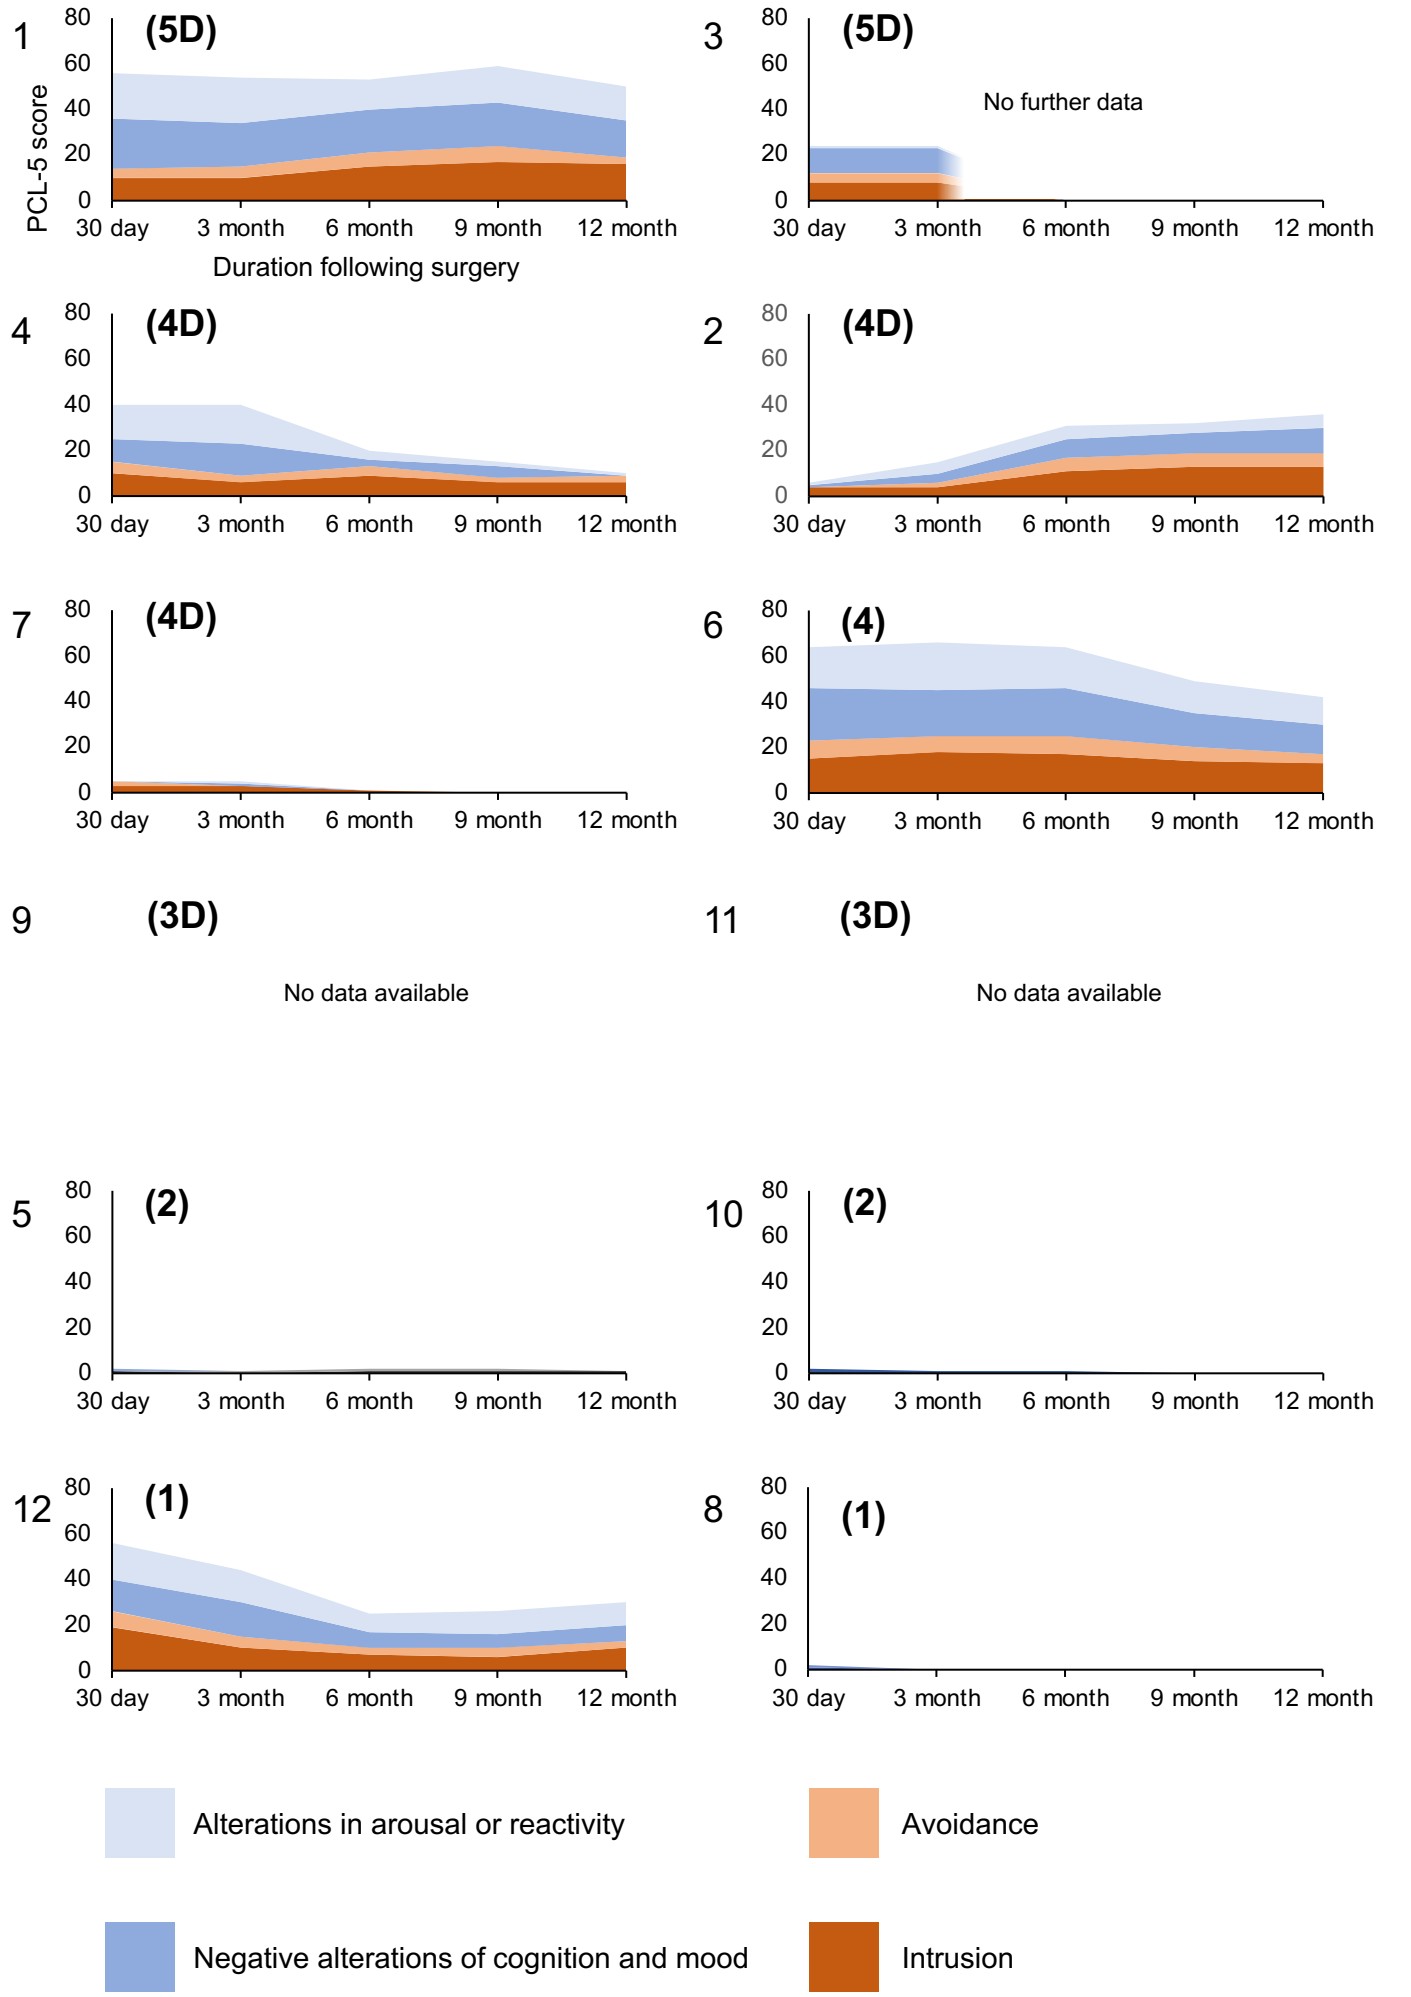 1 (5D)
80
60
40
20
0
PCL-5 score
30 day 3 month 6 month 9 month 12 month
Duration following surgery
3 (5D)
80
60
40
20
0
No further data
30 day 3 month 6 month 9 month 12 month
4 (4D)
80
60
40
20
0
30 day 3 month 6 month 9 month 12 month
2 (4D)
80
60
40
20
0
30 day 3 month 6 month 9 month 12 month
7 (4D)
80
60
40
20
0
30 day 3 month 6 month 9 month 12 month
6 (4)
80
60
40
20
0
30 day 3 month 6 month 9 month 12 month
9 (3D)
No data available
11 (3D)
No data available
5 (2)
80
60
40
20
0
30 day 3 month 6 month 9 month 12 month
10 (2)
80
60
40
20
0
30 day 3 month 6 month 9 month 12 month
12 (1)
80
60
40
20
0
30 day 3 month 6 month 9 month 12 month
8 (1)
80
60
40
20
0
30 day 3 month 6 month 9 month 12 month
Alterations in arousal or reactivity
Avoidance
Negative alterations of cognition and mood
Intrusion